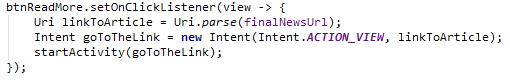 btnReadMore.setOnClickListener(view -> {
    Uri linkToArticle = Uri.parse(finalNewsUrl);
    Intent goToTheLink = new Intent(Intent.ACTION_VIEW, linkToArticle);
    startActivity(goToTheLink);
});